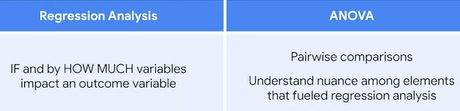 Regression Analysis
ANOVA
IF and by HOW MUCH variables
impact an outcome variable
Pairwise comparisons
Understand nuance among elements
that fueled regression analysis